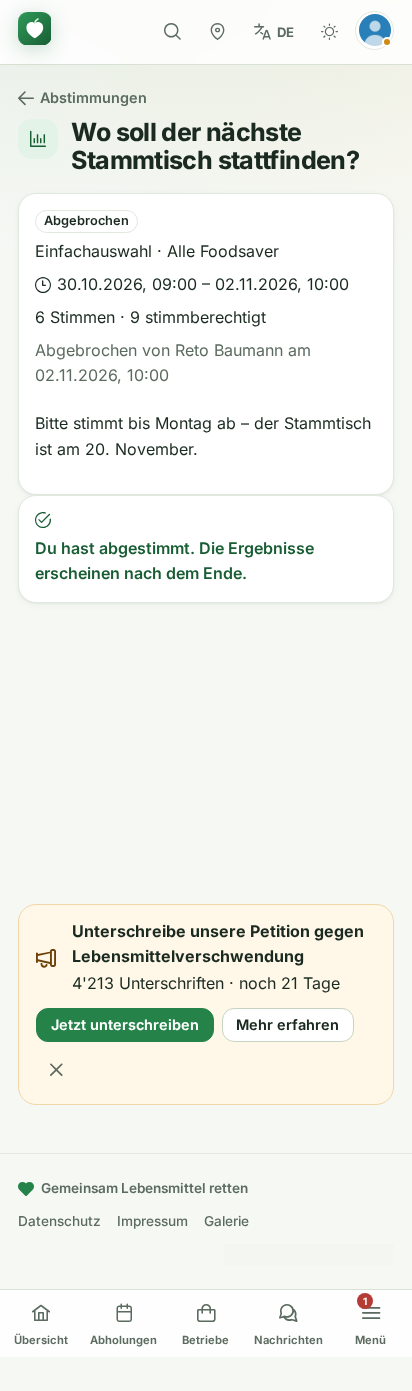 DE
Abstimmungen
Wo soll der nächste
Stammtisch stattfinden?
Abgebrochen
Einfachauswahl · Alle Foodsaver
30.10.2026, 09:00 – 02.11.2026, 10:00
6 Stimmen · 9 stimmberechtigt
Abgebrochen von Reto Baumann am
02.11.2026, 10:00
Bitte stimmt bis Montag ab – der Stammtisch
ist am 20. November.
Du hast abgestimmt. Die Ergebnisse
erscheinen nach dem Ende.
Unterschreibe unsere Petition gegen
Lebensmittelverschwendung
4'213 Unterschriften · noch 21 Tage
Jetzt unterschreiben Mehr erfahren
Gemeinsam Lebensmittel retten
Datenschutz Impressum Galerie
1
Übersicht Abholungen Betriebe Nachrichten Menü